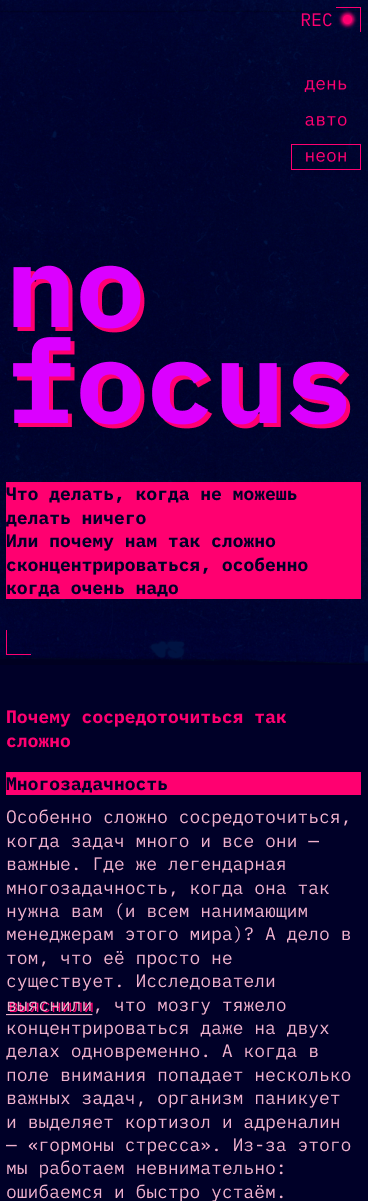 REC
день
авто
неон
no
focus
Что делать, когда не можешь
делать ничего
Или почему нам так сложно
сконцентрироваться, особенно
когда очень надо
Почему сосредоточиться так
сложно
Многозадачность
Особенно сложно сосредоточиться,
когда задач много и все они —
важные. Где же легендарная
многозадачность, когда она так
нужна вам (и всем нанимающим
менеджерам этого мира)? А дело в
том, что её просто не
существует. Исследователи
выяснили, что мозгу тяжело
концентрироваться даже на двух
делах одновременно. А когда в
поле внимания попадает несколько
важных задач, организм паникует
и выделяет кортизол и адреналин
— «гормоны стресса». Из-за этого
мы работаем невнимательно:
ошибаемся и быстро устаём.